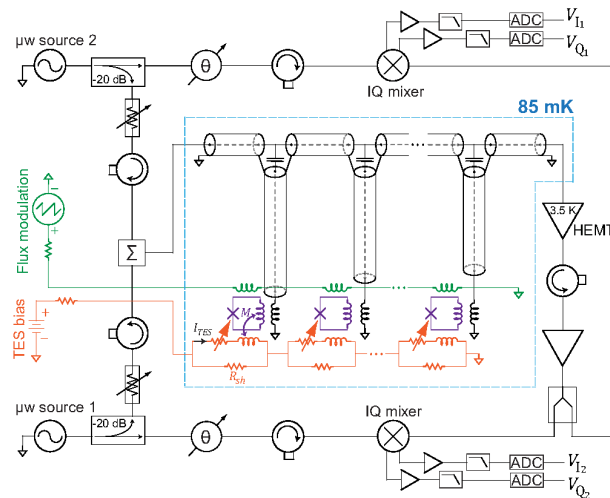 μw source 2
-20 dB
θ
IQ mixer
ADC
V_I₁
ADC
V_Q₁
85 mK
Flux modulation
+
−
Σ
3.5 K
HEMT
TES bias
+
−
I_TES
M
R_sh
μw source 1
-20 dB
θ
IQ mixer
ADC
V_I₂
ADC
V_Q₂